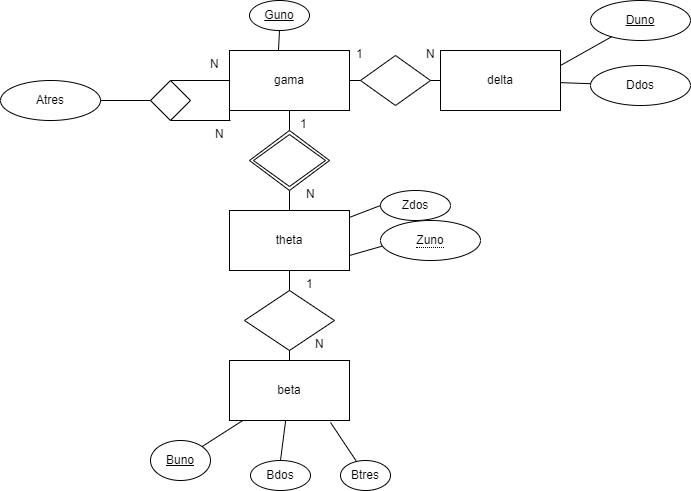 Guno
Duno
1
N
N
gama
delta
Ddos
Atres
N
1
N
Zdos
theta
Zuno
1
N
beta
Buno
Bdos
Btres